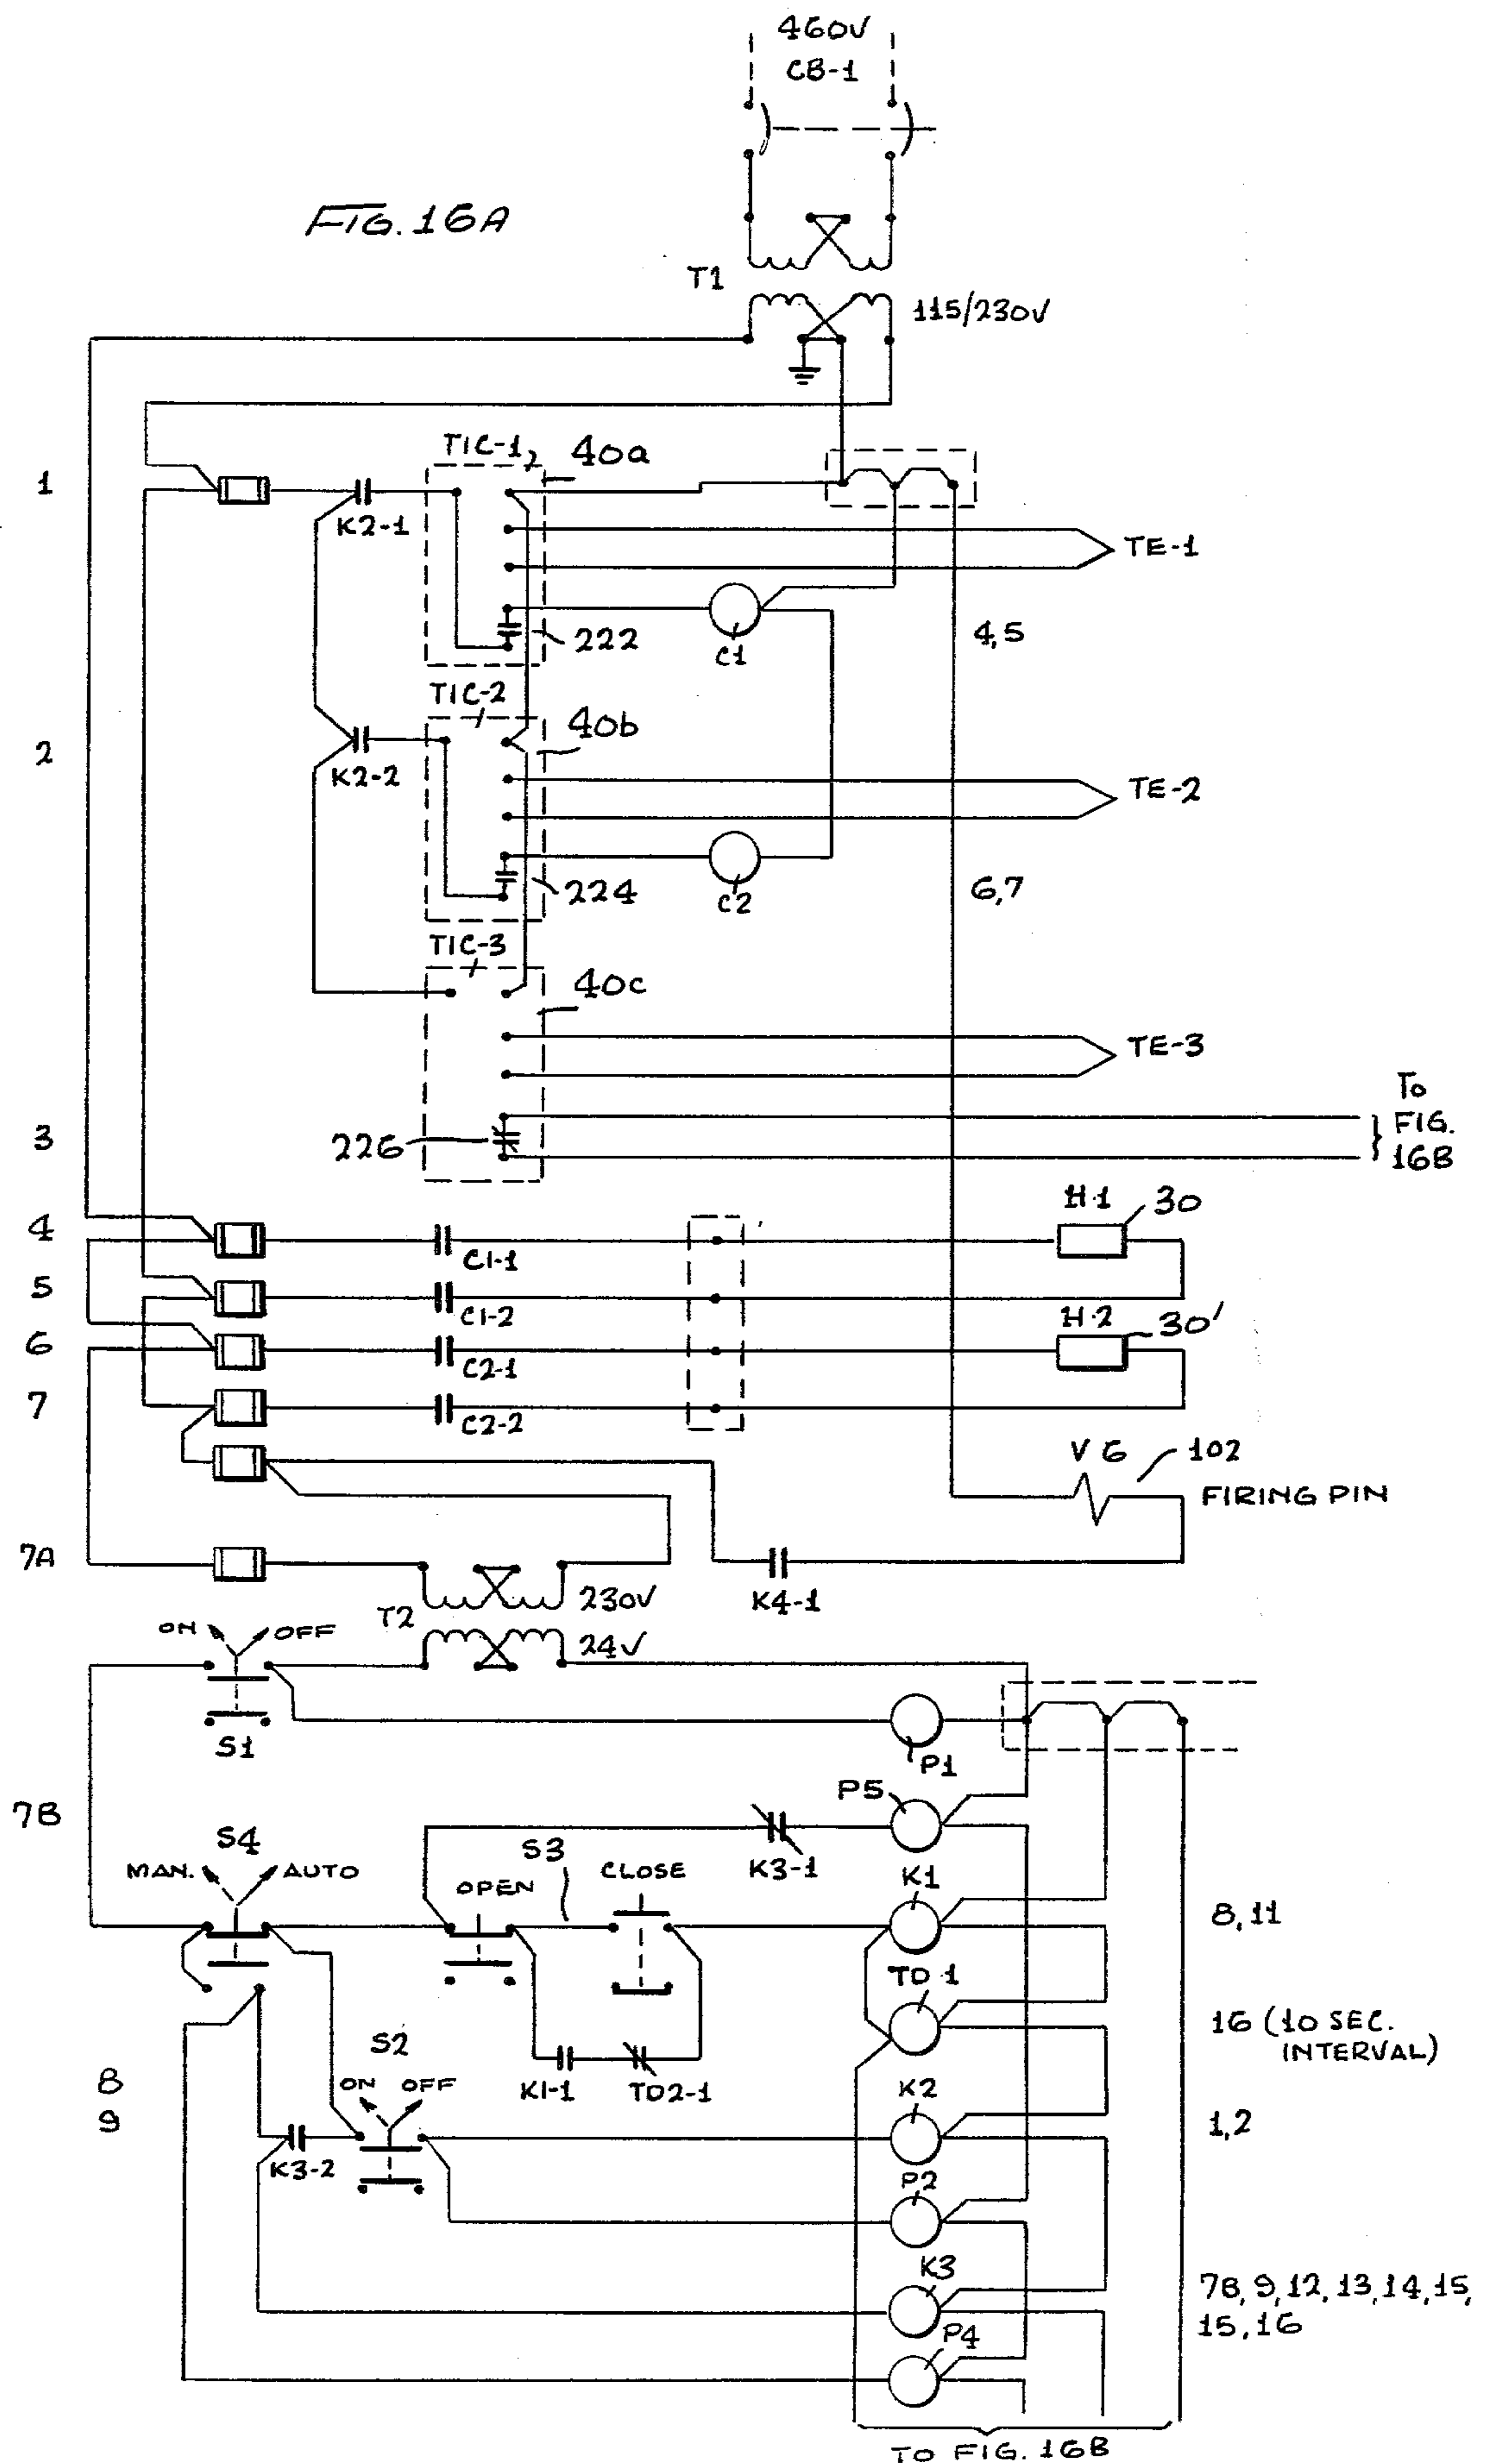 460V
CB-1
FIG. 16A
T1
115/230V
TIC-1
40a
1
K2-1
TE-1
222
C1
4,5
TIC-2
40b
2
K2-2
TE-2
224
C2
6,7
TIC-3
40c
TE-3
TO
FIG.
16B
3
226
H·1
30
4
C1-1
5
C1-2
H·2
30'
6
C2-1
7
C2-2
V6
102
FIRING PIN
7A
T2
230V
K4-1
ON
OFF
24V
S1
P1
7B
P5
S4
S3
K3-1
MAN.
AUTO
OPEN
CLOSE
K1
8,11
TD·1
16 (10 SEC.
INTERVAL)
S2
8
ON
OFF
K1-1
TD2-1
K2
9
1,2
K3-2
P2
K3
7B, 9, 12, 13, 14, 15,
15, 16
P4
TO FIG. 16B